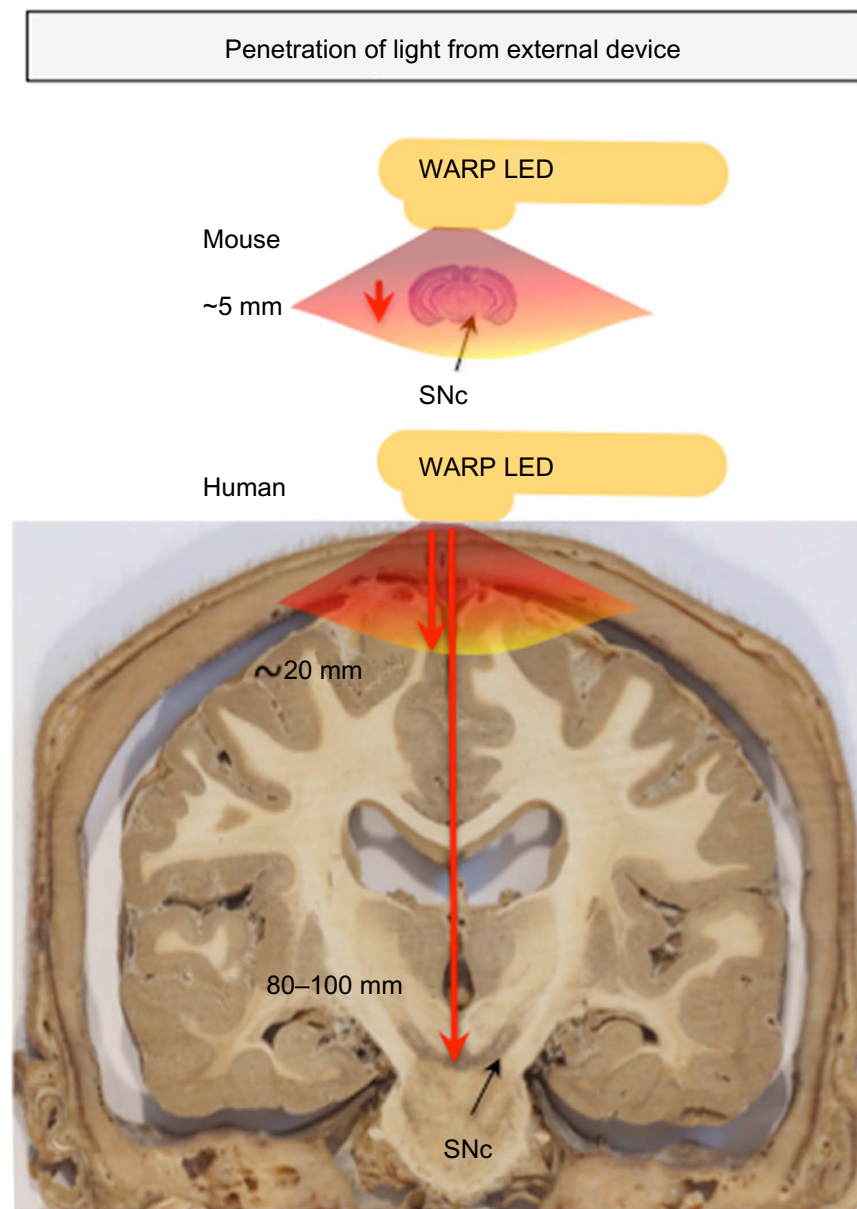 Penetration of light from external device
WARP LED
Mouse
~5 mm
SNc
WARP LED
Human
~20 mm
80–100 mm
SNc